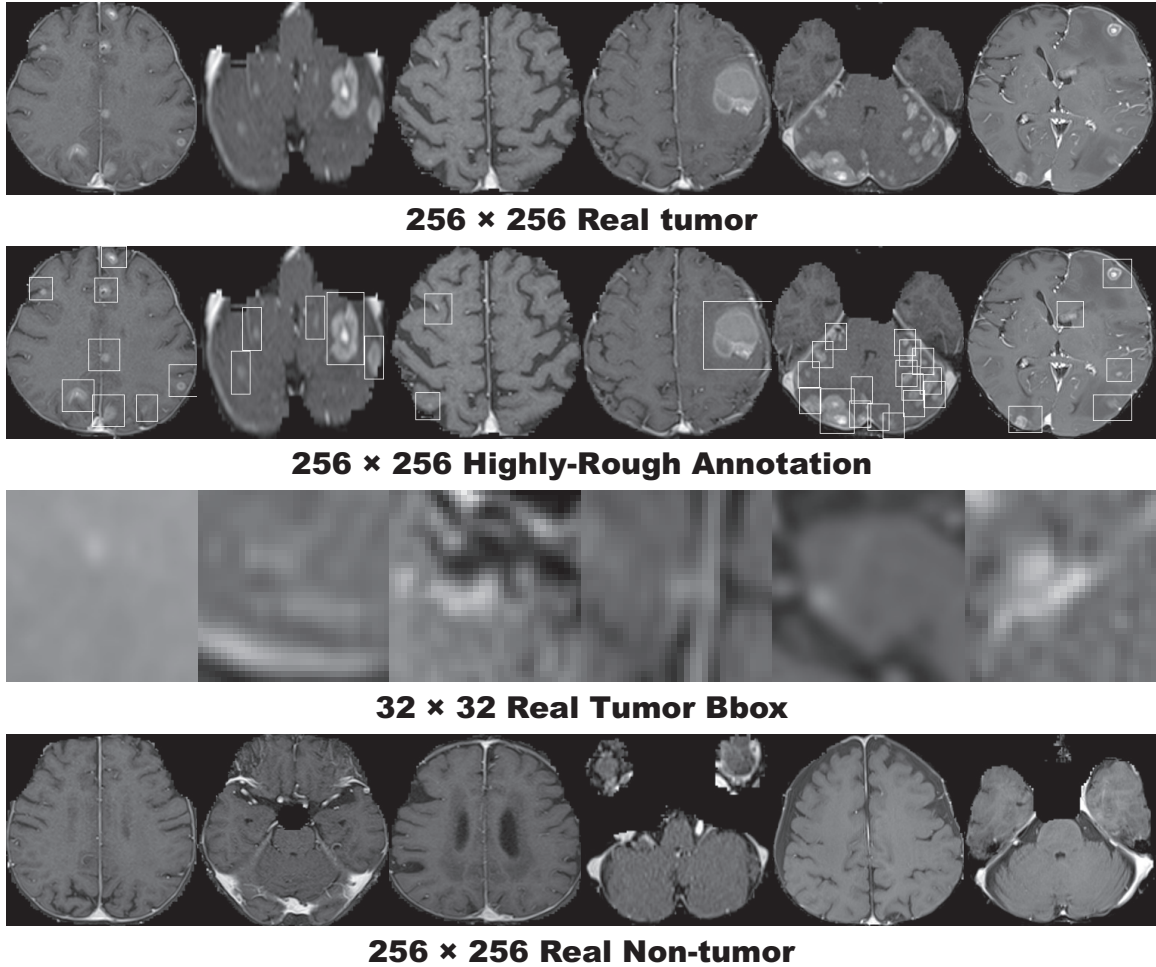 256 × 256 Real tumor
256 × 256 Highly-Rough Annotation
32 × 32 Real Tumor Bbox
256 × 256 Real Non-tumor